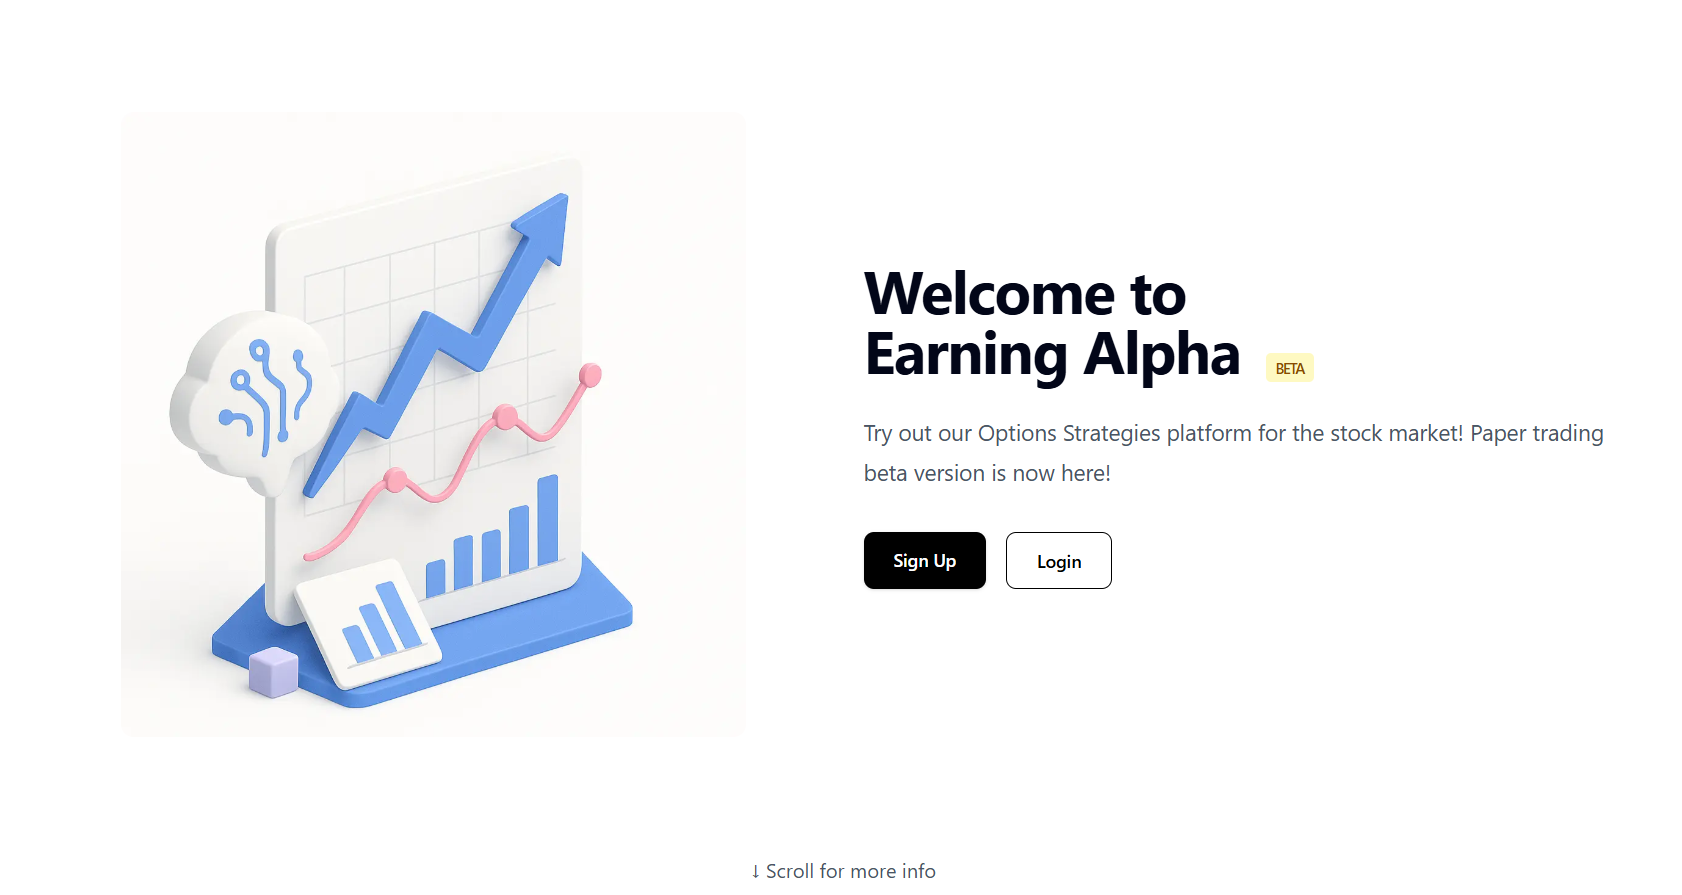 Welcome to
Earning Alpha BETA
Try out our Options Strategies platform for the stock market! Paper trading
beta version is now here!
Sign Up Login
↓ Scroll for more info